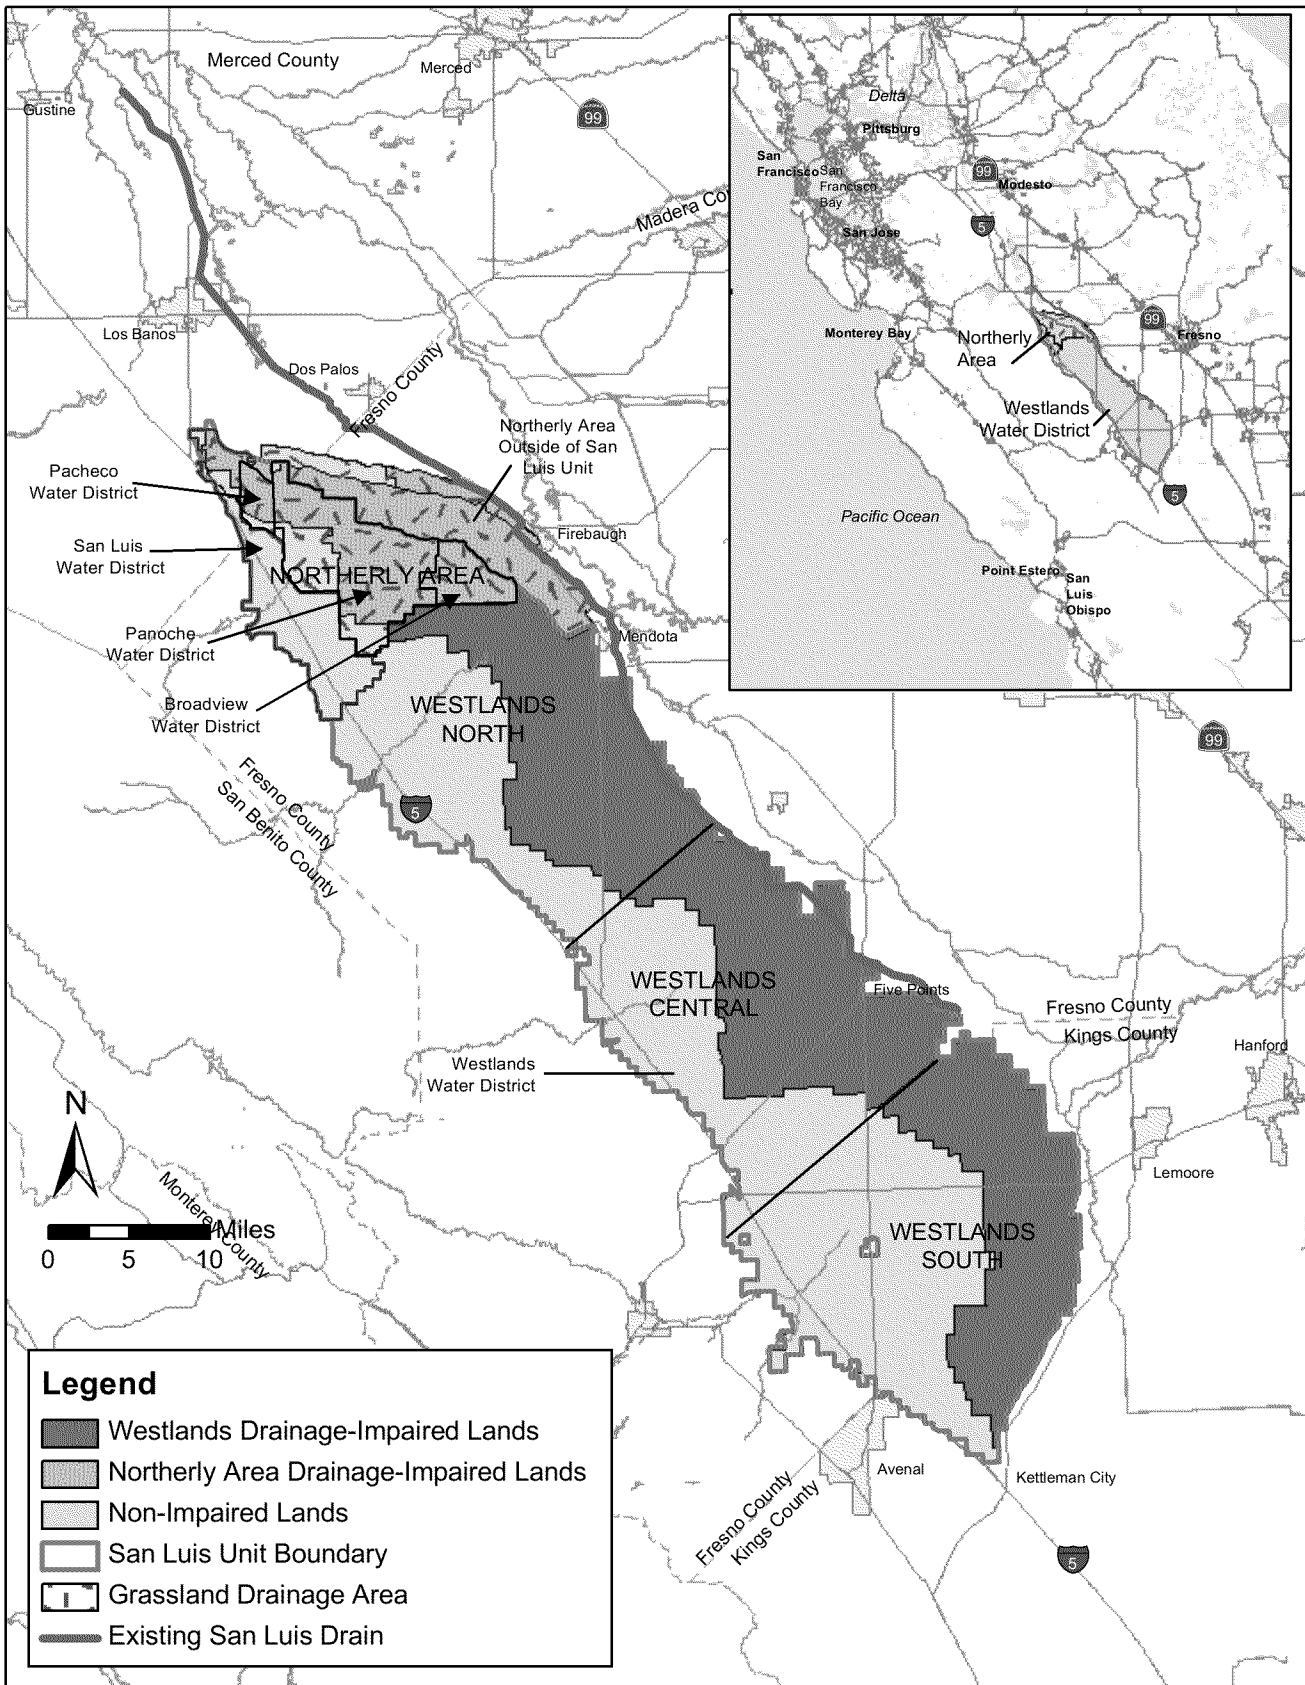 Merced County
Merced
Gustine
99
Madera Co
Los Banos
Dos Palos
Fresno County
Northerly Area
Outside of San
Luis Unit
Pacheco
Water District
San Luis
Water District
Firebaugh
NORTHERLY AREA
Panoche
Water District
Mendota
Broadview
Water District
WESTLANDS
NORTH
Fresno County
San Benito County
5
99
WESTLANDS
CENTRAL
Five Points
Fresno County
Kings County
Hanford
Westlands
Water District
Lemoore
N
Monterey County
Miles
0 5 10
WESTLANDS
SOUTH
Avenal
Kettleman City
Fresno County
Kings County
5
Delta
Pittsburg
San
Francisco
San
Francisco
Bay
99
Modesto
San Jose
5
Monterey Bay
99
Fresno
Northerly
Area
Westlands
Water District
5
Pacific Ocean
Point Estero
San
Luis
Obispo
Legend
Westlands Drainage-Impaired Lands
Northerly Area Drainage-Impaired Lands
Non-Impaired Lands
San Luis Unit Boundary
Grassland Drainage Area
Existing San Luis Drain